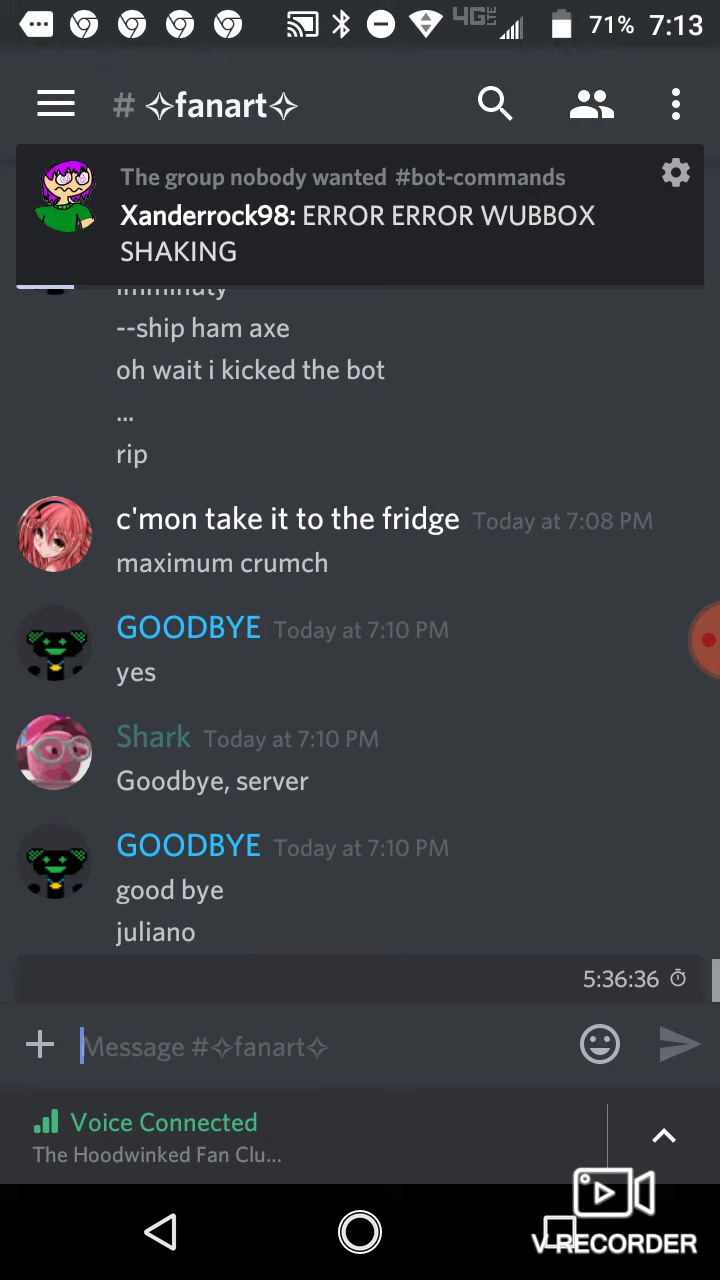 4G LTE 71% 7:13
# ✧fanart✧
The group nobody wanted #bot-commands
Xanderrock98: ERROR ERROR WUBBOX
SHAKING
imminuty
--ship ham axe
oh wait i kicked the bot
...
rip
c'mon take it to the fridge Today at 7:08 PM
maximum crumch
GOODBYE Today at 7:10 PM
yes
Shark Today at 7:10 PM
Goodbye, server
GOODBYE Today at 7:10 PM
good bye
juliano
5:36:36
Message #✧fanart✧
Voice Connected
The Hoodwinked Fan Clu...
V RECORDER